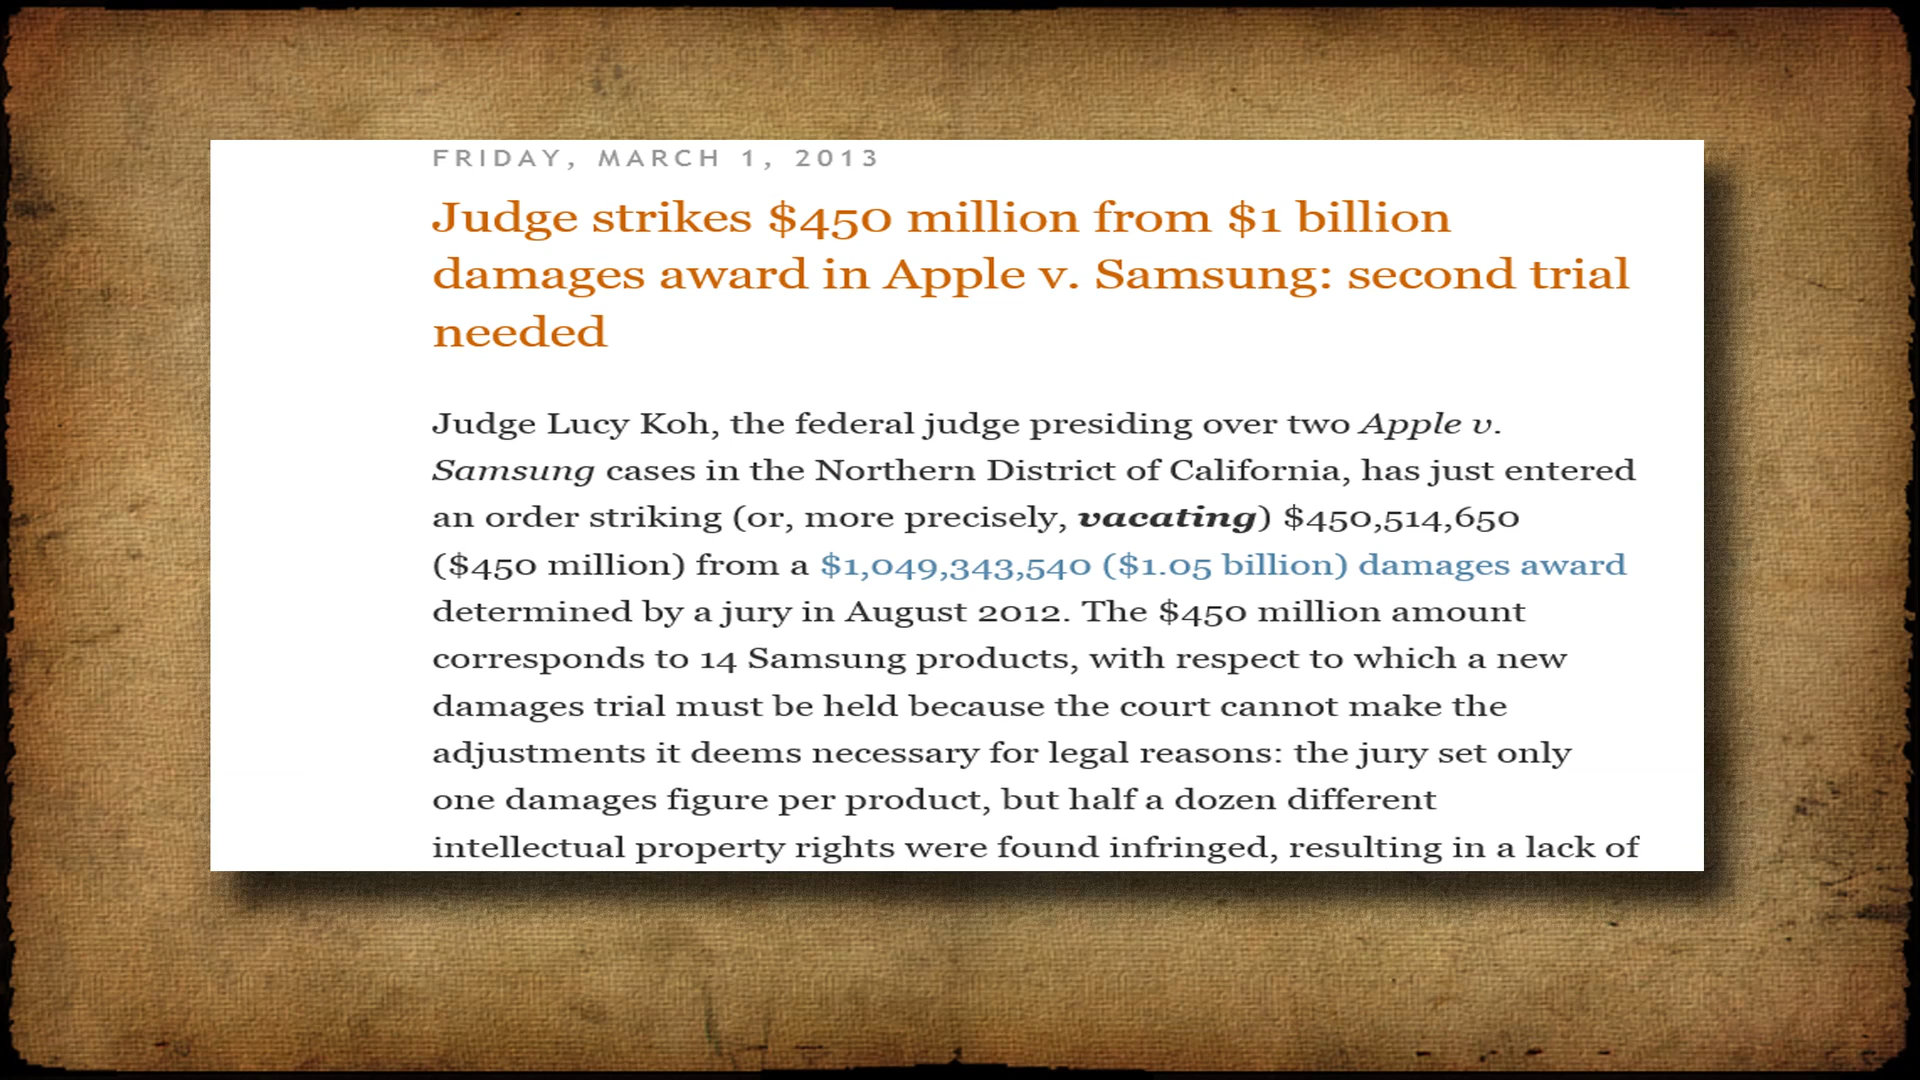 FRIDAY, MARCH 1, 2013
Judge strikes $450 million from $1 billion
damages award in Apple v. Samsung: second trial
needed
Judge Lucy Koh, the federal judge presiding over two Apple v.
Samsung cases in the Northern District of California, has just entered
an order striking (or, more precisely, vacating) $450,514,650
($450 million) from a $1,049,343,540 ($1.05 billion) damages award
determined by a jury in August 2012. The $450 million amount
corresponds to 14 Samsung products, with respect to which a new
damages trial must be held because the court cannot make the
adjustments it deems necessary for legal reasons: the jury set only
one damages figure per product, but half a dozen different
intellectual property rights were found infringed, resulting in a lack of